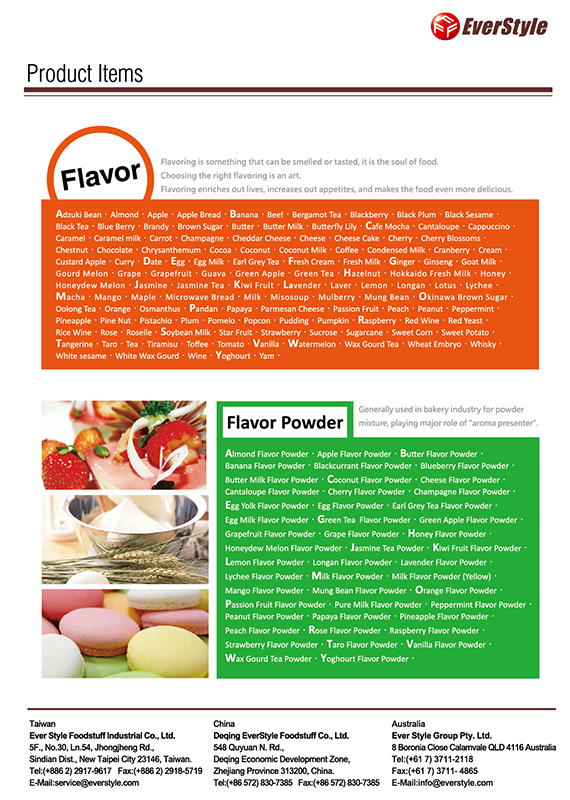 EverStyle
Product Items
Flavor
Flavoring is something that can be smelled or tasted, it is the soul of food.
Choosing the right flavoring is an art.
Flavoring enriches out lives, increases out appetites, and makes the food even more delicious.
Adzuki Bean · Almond · Apple · Apple Bread · Banana · Beef · Bergamot Tea · Blackberry · Black Plum · Black Sesame ·
Black Tea · Blue Berry · Brandy · Brown Sugar · Butter · Butter Milk · Butterfly Lily · Cafe Mocha · Cantaloupe · Cappuccino ·
Caramel · Caramel milk · Carrot · Champagne · Cheddar Cheese · Cheese · Cheese Cake · Cherry · Cherry Blossoms ·
Chestnut · Chocolate · Chrysanthemum · Cocoa · Coconut · Coconut Milk · Coffee · Condensed Milk · Cranberry · Cream ·
Custard Apple · Curry · Date · Egg · Egg Milk · Earl Grey Tea · Fresh Cream · Fresh Milk · Ginger · Ginseng · Goat Milk ·
Gourd Melon · Grape · Grapefruit · Guava · Green Apple · Green Tea · Hazelnut · Hokkaido Fresh Milk · Honey ·
Honeydew Melon · Jasmine · Jasmine Tea · Kiwi Fruit · Lavender · Laver · Lemon · Longan · Lotus · Lychee ·
Macha · Mango · Maple · Microwave Bread · Milk · Misosoup · Mulberry · Mung Bean · Okinawa Brown Sugar ·
Oolong Tea · Orange · Osmanthus · Pandan · Papaya · Parmesan Cheese · Passion Fruit · Peach · Peanut · Peppermint ·
Pineapple · Pine Nut · Pistachio · Plum · Pomelo · Popcon · Pudding · Pumpkin · Raspberry · Red Wine · Red Yeast ·
Rice Wine · Rose · Roselle · Soybean Milk · Star Fruit · Strawberry · Sucrose · Sugarcane · Sweet Corn · Sweet Potato ·
Tangerine · Taro · Tea · Tiramisu · Toffee · Tomato · Vanilla · Watermelon · Wax Gourd Tea · Wheat Embryo · Whisky ·
White sesame · White Wax Gourd · Wine · Yoghourt · Yam ·
Flavor Powder
Generally used in bakery industry for powder
mixture, playing major role of "aroma presenter".
Almond Flavor Powder · Apple Flavor Powder · Butter Flavor Powder ·
Banana Flavor Powder · Blackcurrant Flavor Powder · Blueberry Flavor Powder ·
Butter Milk Flavor Powder · Coconut Flavor Powder · Cheese Flavor Powder ·
Cantaloupe Flavor Powder · Cherry Flavor Powder · Champagne Flavor Powder ·
Egg Yolk Flavor Powder · Egg Flavor Powder · Earl Grey Tea Flavor Powder ·
Egg Milk Flavor Powder · Green Tea Flavor Powder · Green Apple Flavor Powder ·
Grapefruit Flavor Powder · Grape Flavor Powder · Honey Flavor Powder ·
Honeydew Melon Flavor Powder · Jasmine Tea Powder · Kiwi Fruit Flavor Powder ·
Lemon Flavor Powder · Longan Flavor Powder · Lavender Flavor Powder ·
Lychee Flavor Powder · Milk Flavor Powder · Milk Flavor Powder (Yellow) ·
Mango Flavor Powder · Mung Bean Flavor Powder · Orange Flavor Powder ·
Passion Fruit Flavor Powder · Pure Milk Flavor Powder · Peppermint Flavor Powder ·
Peanut Flavor Powder · Papaya Flavor Powder · Pineapple Flavor Powder ·
Peach Flavor Powder · Rose Flavor Powder · Raspberry Flavor Powder ·
Strawberry Flavor Powder · Taro Flavor Powder · Vanilla Flavor Powder ·
Wax Gourd Tea Powder · Yoghourt Flavor Powder ·
Taiwan
Ever Style Foodstuff Industrial Co., Ltd.
5F., No.30, Ln.54, Jhongjheng Rd.,
Sindian Dist., New Taipei City 23146, Taiwan.
Tel:(+886 2) 2917-9617 Fax:(+886 2) 2918-5719
E-Mail:service@everstyle.com
China
Deqing EverStyle Foodstuff Co., Ltd.
548 Quyuan N. Rd.,
Deqing Economic Development Zone,
Zhejiang Province 313200, China.
Tel:(+86 572) 830-7385 Fax:(+86 572) 830-7385
Australia
Ever Style Group Pty. Ltd.
8 Boronia Close Calamvale QLD 4116 Australia
Tel:(+61 7) 3711-2118
Fax:(+61 7) 3711- 4865
E-Mail:info@everstyle.com